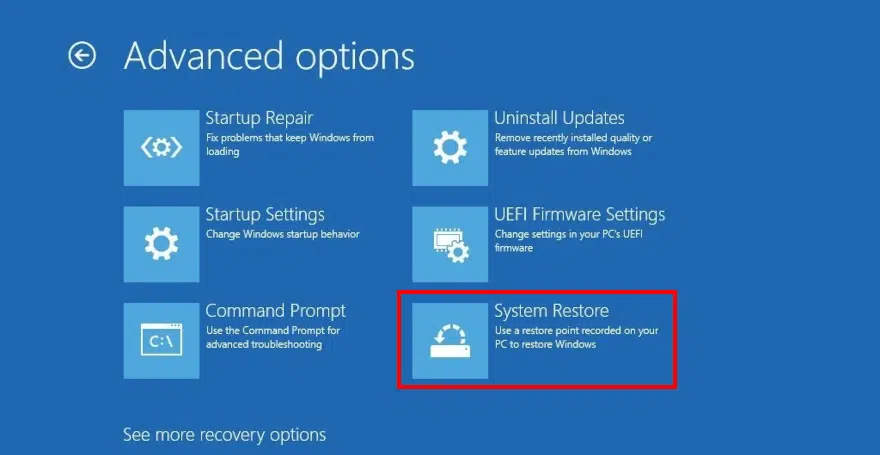 Advanced options
Startup Repair
Fix problems that keep Windows from
loading
Uninstall Updates
Remove recently installed quality or
feature updates from Windows
Startup Settings
Change Windows startup behavior
UEFI Firmware Settings
Change settings in your PC's UEFI
firmware
Command Prompt
Use the Command Prompt for
advanced troubleshooting
C:\
System Restore
Use a restore point recorded on your
PC to restore Windows
See more recovery options